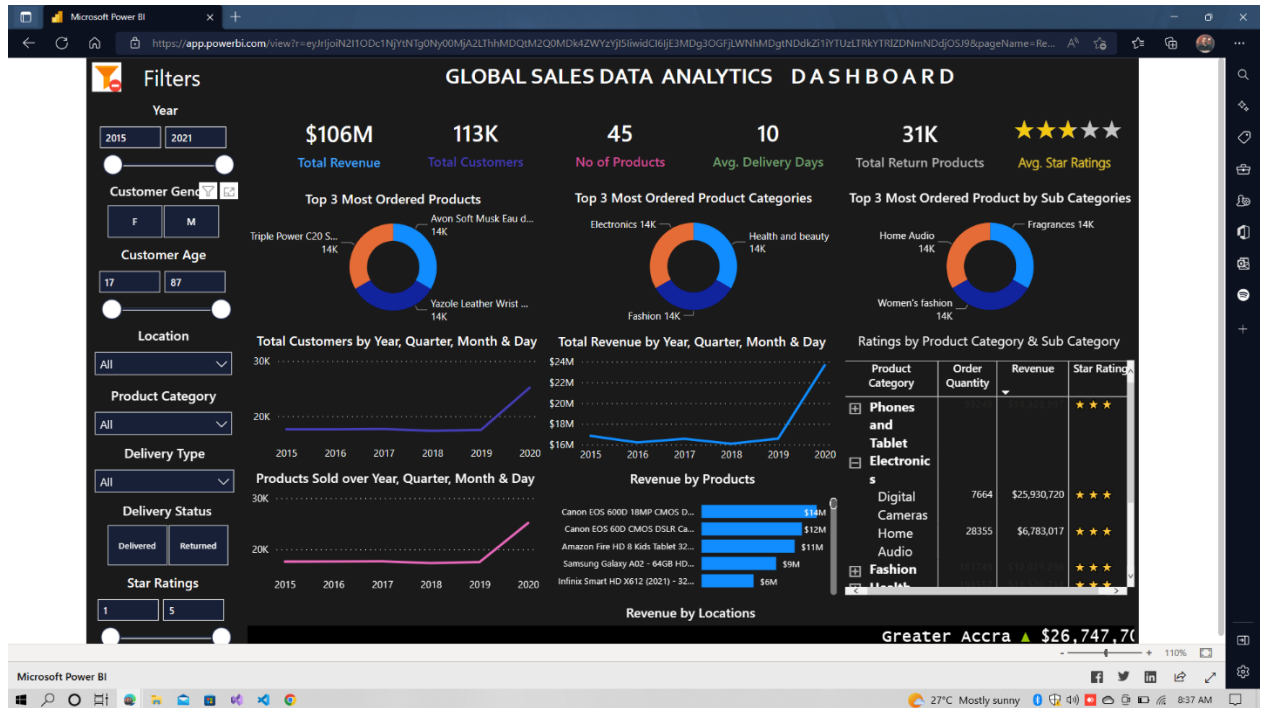 Microsoft Power BI
Filters
GLOBAL SALES DATA ANALYTICS DASHBOARD
Year
2015 2021
$106M 113K 45 10 31K
Total Revenue Total Customers No of Products Avg. Delivery Days Total Return Products Avg. Star Ratings
Customer Gend
F M
Customer Age
17 87
Location
All
Product Category
All
Delivery Type
All
Delivery Status
Delivered Returned
Star Ratings
1 5
Top 3 Most Ordered Products
Avon Soft Musk Eau d...
14K
Triple Power C20 S...
14K
Yazole Leather Wrist ...
14K
Top 3 Most Ordered Product Categories
Electronics 14K
Health and beauty
14K
Fashion 14K
Top 3 Most Ordered Product by Sub Categories
Fragrances 14K
Home Audio
14K
Women's fashion
14K
Total Customers by Year, Quarter, Month & Day
30K
20K
2015 2016 2017 2018 2019 2020
Total Revenue by Year, Quarter, Month & Day
$24M
$22M
$20M
$18M
$16M
2015 2016 2017 2018 2019 2020
Ratings by Product Category & Sub Category
Product Order Revenue Star Rating
Category Quantity
Phones
and
Tablet
Electronic
s
Digital 7664 $25,930,720
Cameras
Home 28355 $6,783,017
Audio
Fashion
Health
Products Sold over Year, Quarter, Month & Day
30K
20K
2015 2016 2017 2018 2019 2020
Revenue by Products
Canon EOS 600D 18MP CMOS D... $14M
Canon EOS 60D CMOS DSLR Ca... $12M
Amazon Fire HD 8 Kids Tablet 32... $11M
Samsung Galaxy A02 - 64GB HD... $9M
Infinix Smart HD X612 (2021) - 32... $6M
Revenue by Locations
Greater Accra ▲ $26,747,70
110%
Microsoft Power BI
27°C Mostly sunny 8:37 AM